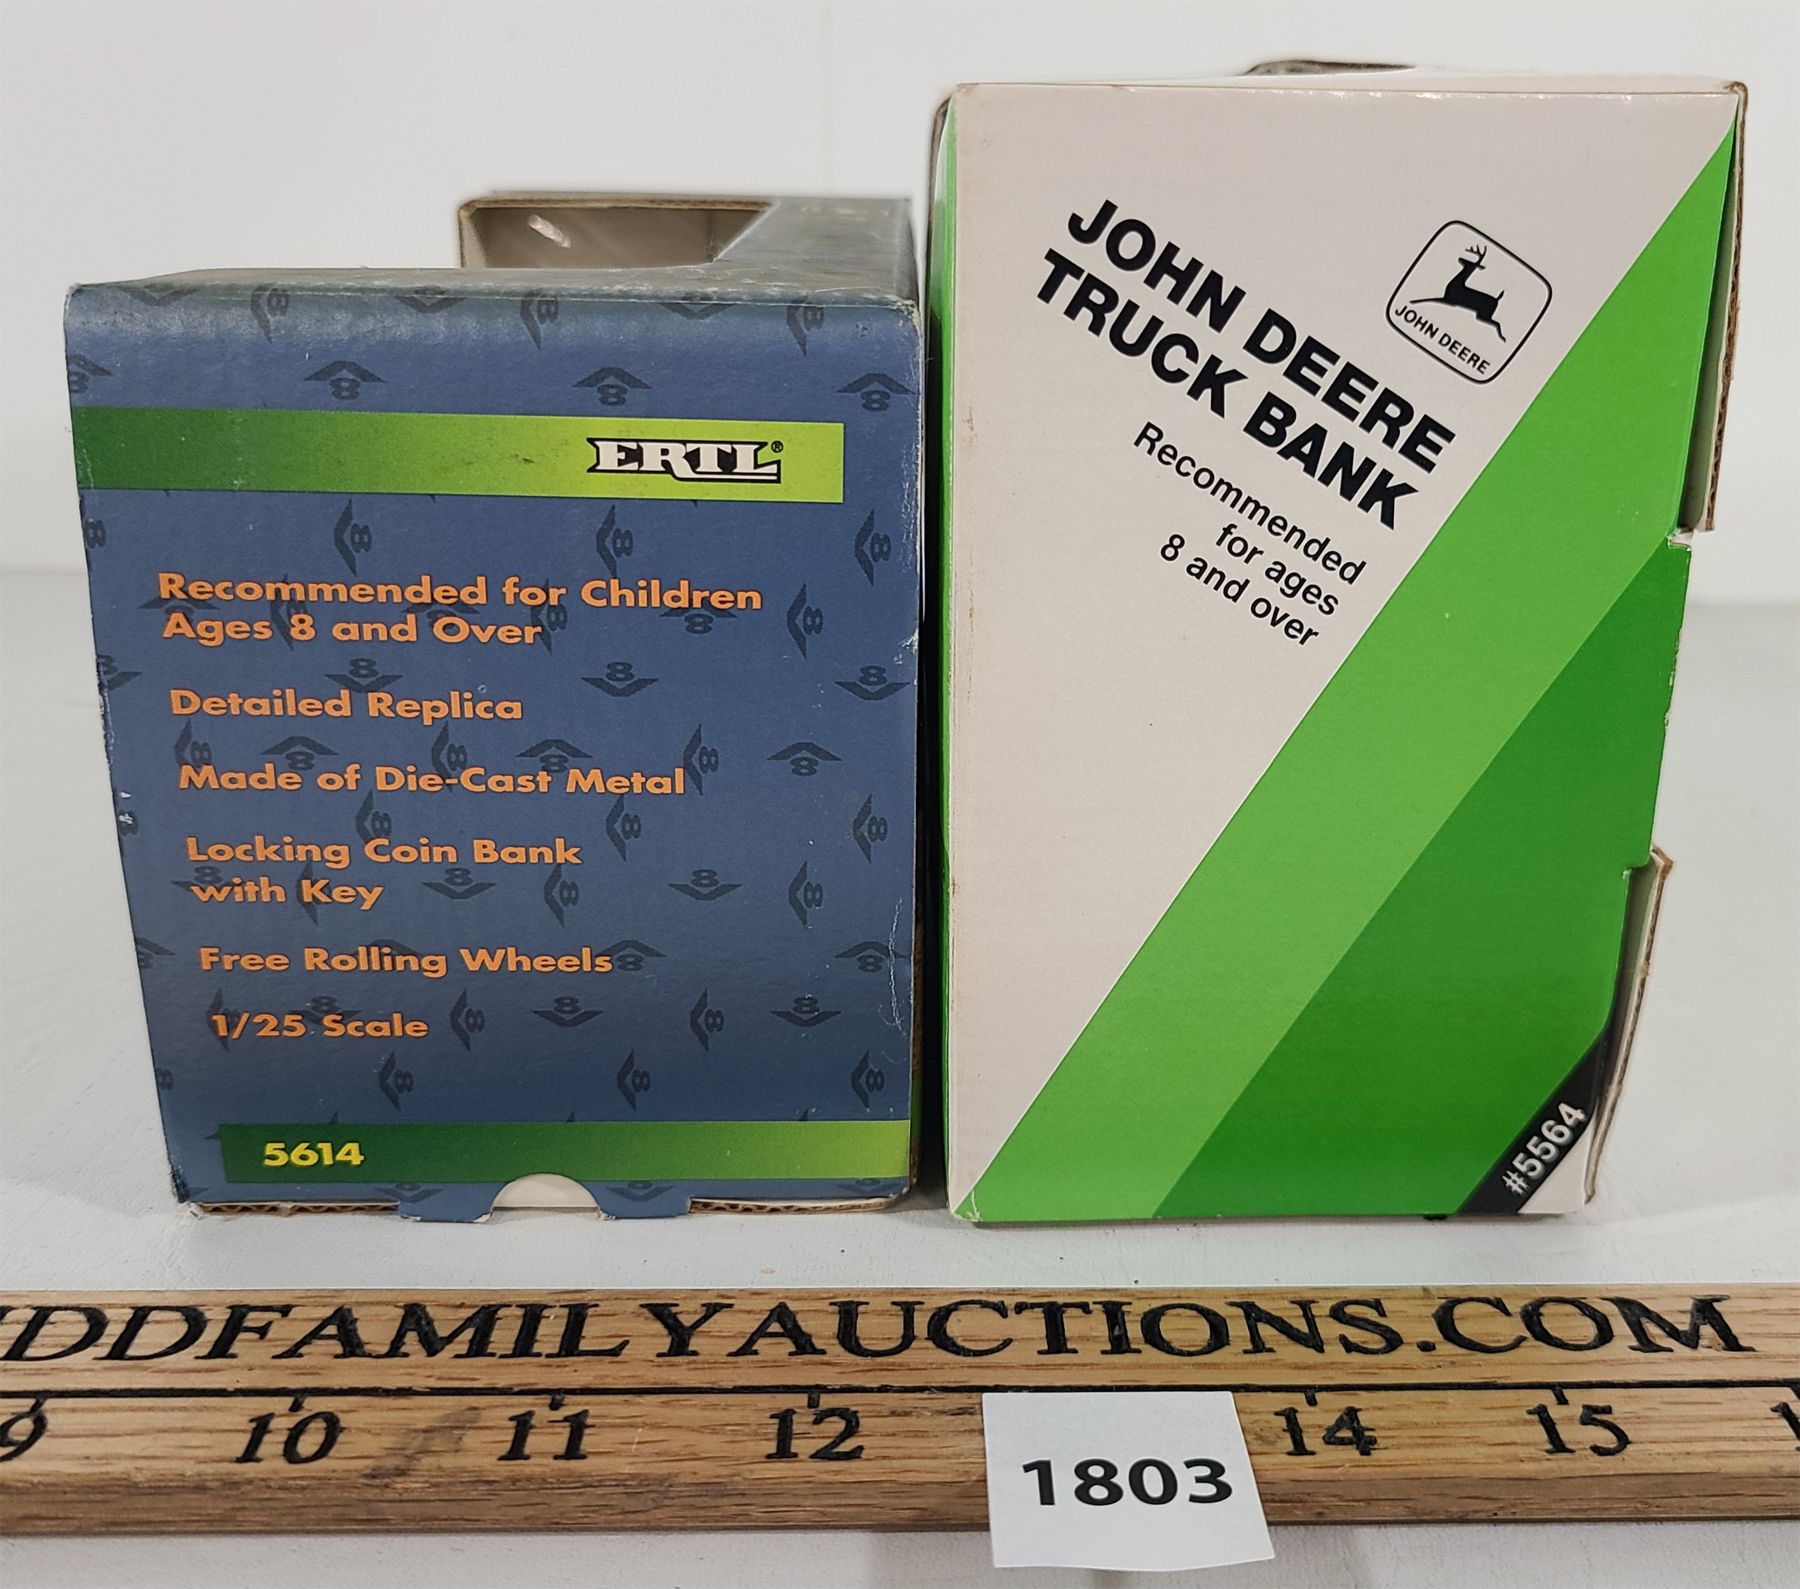 ERTL®
Recommended for Children
Ages 8 and Over
Detailed Replica
Made of Die-Cast Metal
Locking Coin Bank
with Key
Free Rolling Wheels
1/25 Scale
5614
JOHN DEERE
TRUCK BANK
JOHN DEERE
Recommended
for ages
8 and over
#5564
DDFAMILYAUCTIONS.COM
9 10 11 12 14 15
1803